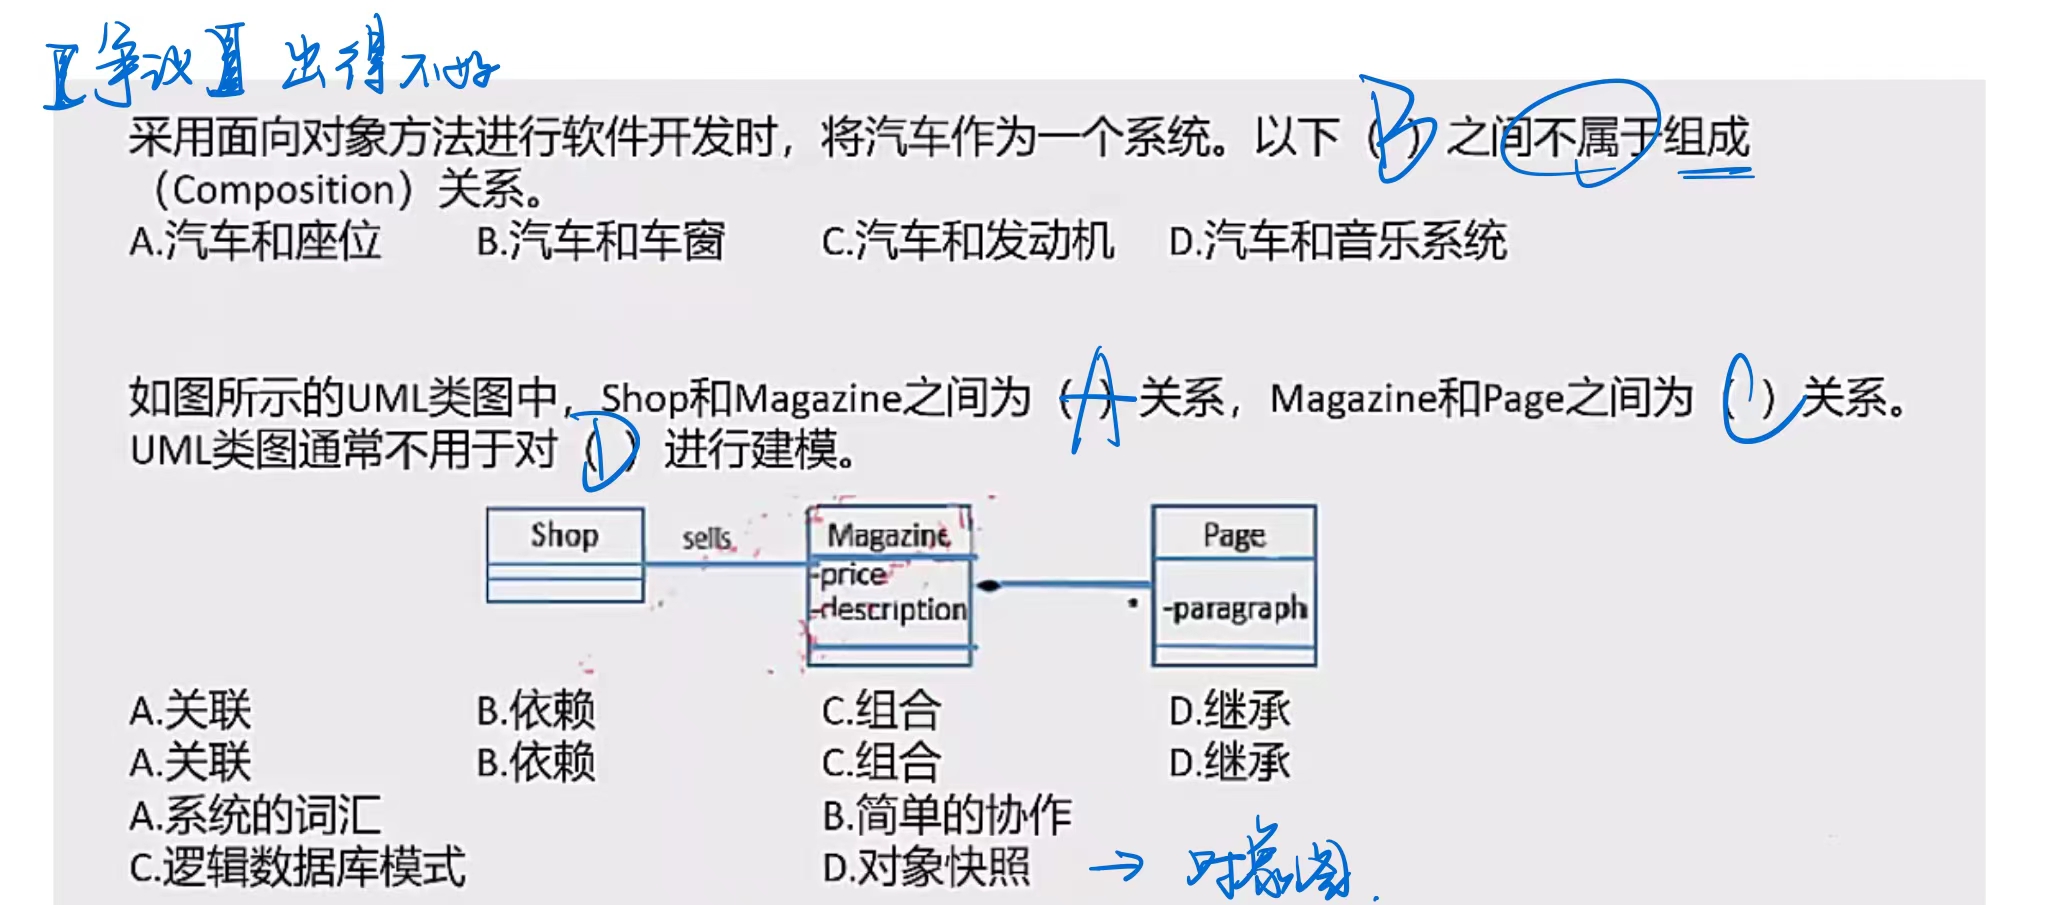 【争议】出得不好
采用面向对象方法进行软件开发时，将汽车作为一个系统。以下（B）之间不属于组成
（Composition）关系。
A.汽车和座位 B.汽车和车窗 C.汽车和发动机 D.汽车和音乐系统
如图所示的UML类图中，Shop和Magazine之间为（A）关系，Magazine和Page之间为（C）关系。
UML类图通常不用于对（D）进行建模。
Shop sells Magazine Page
-price
-description -paragraph
A.关联 B.依赖 C.组合 D.继承
A.关联 B.依赖 C.组合 D.继承
A.系统的词汇 B.简单的协作
C.逻辑数据库模式 D.对象快照 → 对象图.